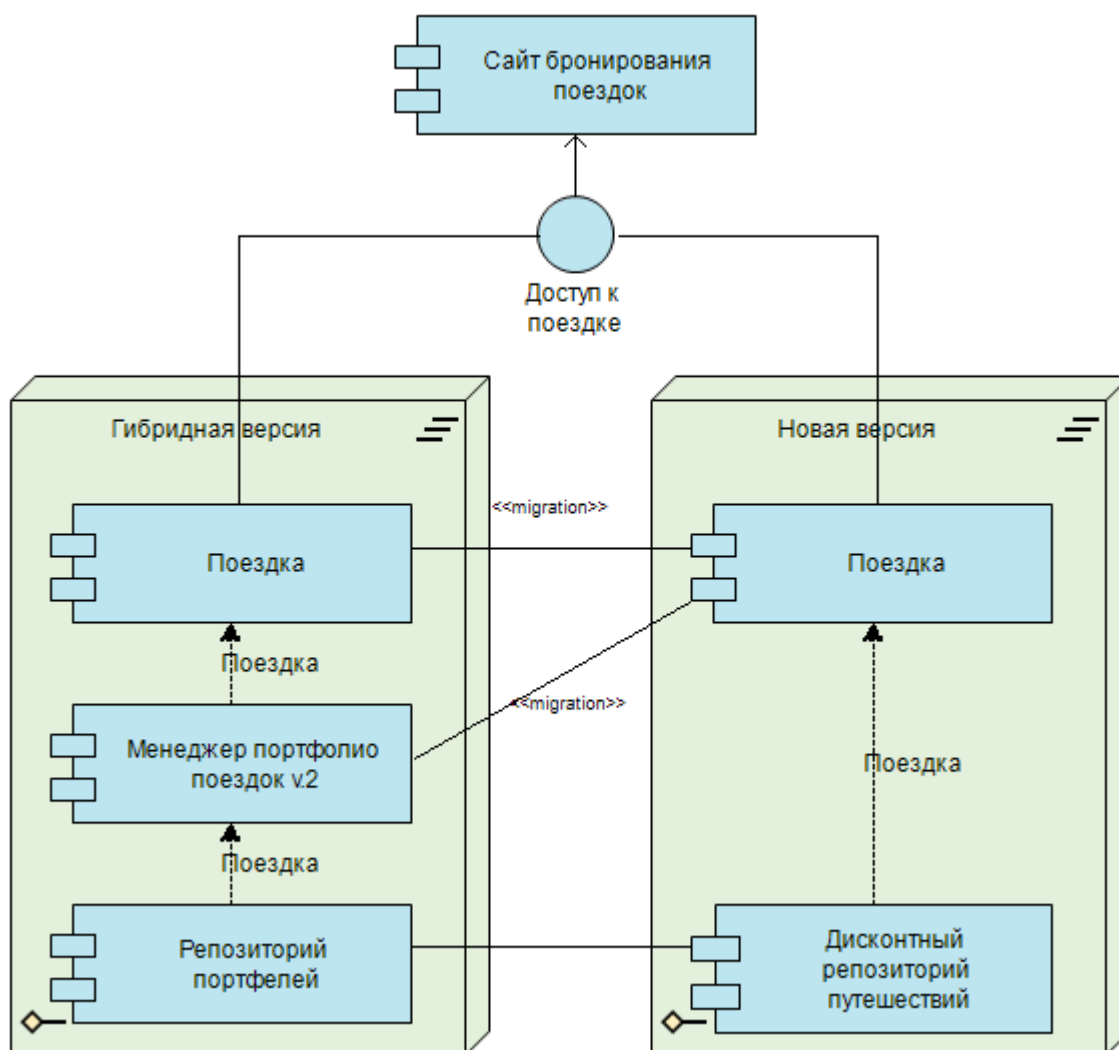 Сайт бронирования
поездок
Доступ к
поездке
Гибридная версия
Новая версия
<<migration>>
Поездка
Поездка
Поездка
<<migration>>
Менеджер портфолио
поездок v.2
Поездка
Поездка
Репозиторий
портфелей
Дисконтный
репозиторий
путешествий